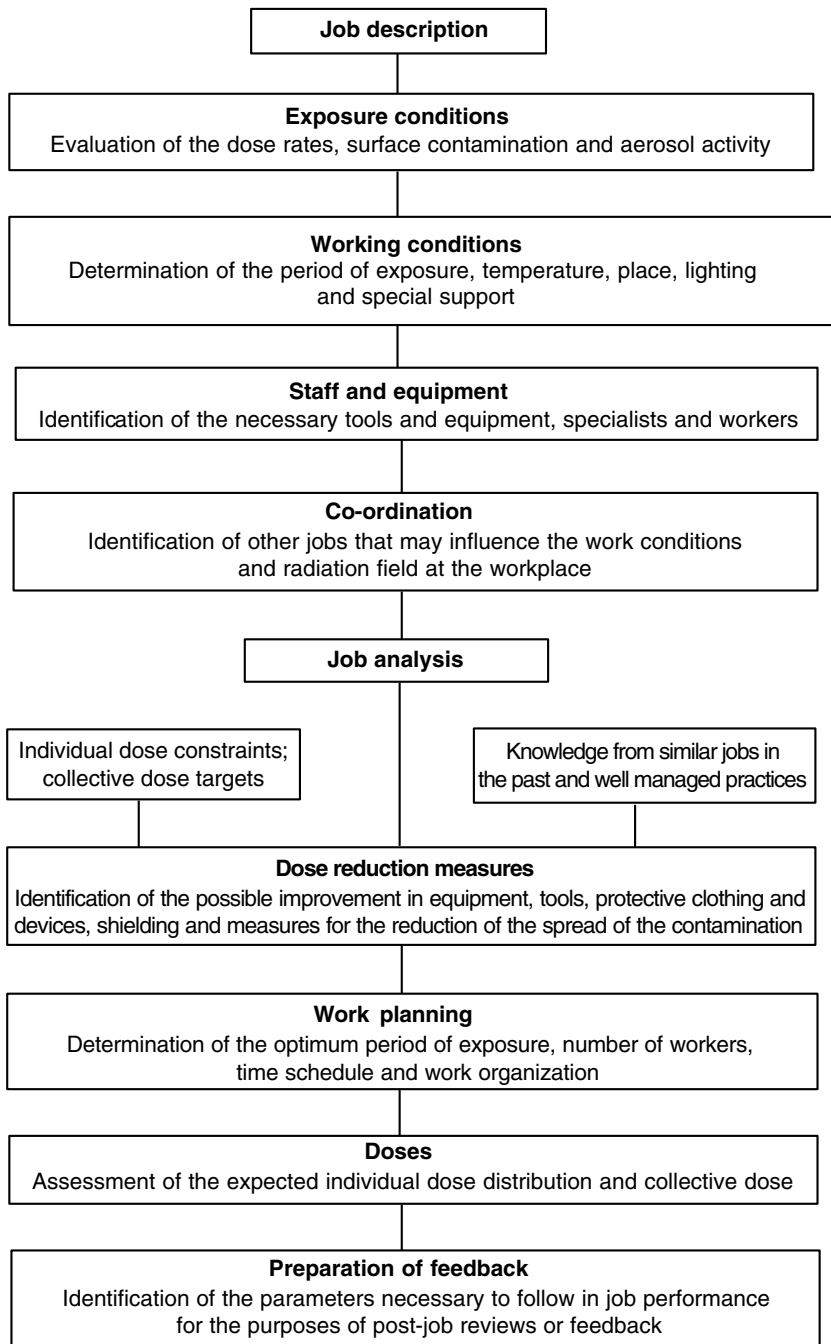 Job description
Exposure conditions
Evaluation of the dose rates, surface contamination and aerosol activity
Working conditions
Determination of the period of exposure, temperature, place, lighting
and special support
Staff and equipment
Identification of the necessary tools and equipment, specialists and workers
Co-ordination
Identification of other jobs that may influence the work conditions
and radiation field at the workplace
Job analysis
Individual dose constraints;
collective dose targets
Knowledge from similar jobs in
the past and well managed practices
Dose reduction measures
Identification of the possible improvement in equipment, tools, protective clothing and
devices, shielding and measures for the reduction of the spread of the contamination
Work planning
Determination of the optimum period of exposure, number of workers,
time schedule and work organization
Doses
Assessment of the expected individual dose distribution and collective dose
Preparation of feedback
Identification of the parameters necessary to follow in job performance
for the purposes of post-job reviews or feedback